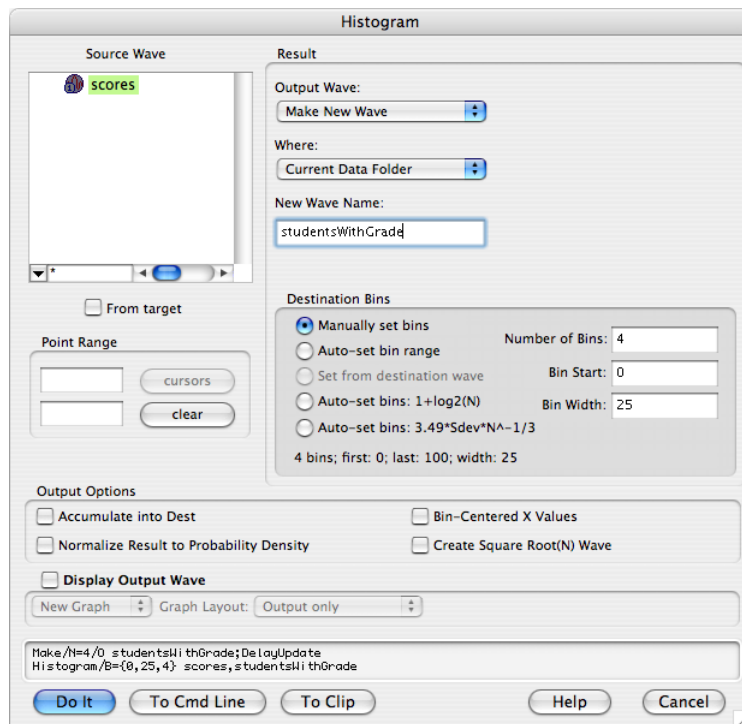 Histogram
Source Wave
scores
*
From target
Point Range
cursors
clear
Result
Output Wave:
Make New Wave
Where:
Current Data Folder
New Wave Name:
studentsWithGrade
Destination Bins
Manually set bins
Auto-set bin range
Set from destination wave
Auto-set bins: 1+log2(N)
Auto-set bins: 3.49*Sdev*N^-1/3
Number of Bins: 4
Bin Start: 0
Bin Width: 25
4 bins; first: 0; last: 100; width: 25
Output Options
Accumulate into Dest
Bin-Centered X Values
Normalize Result to Probability Density
Create Square Root(N) Wave
Display Output Wave
New Graph Graph Layout: Output only
Make/N=4/O studentsWithGrade;DelayUpdate
Histogram/B={0,25,4} scores,studentsWithGrade
Do It To Cmd Line To Clip Help Cancel